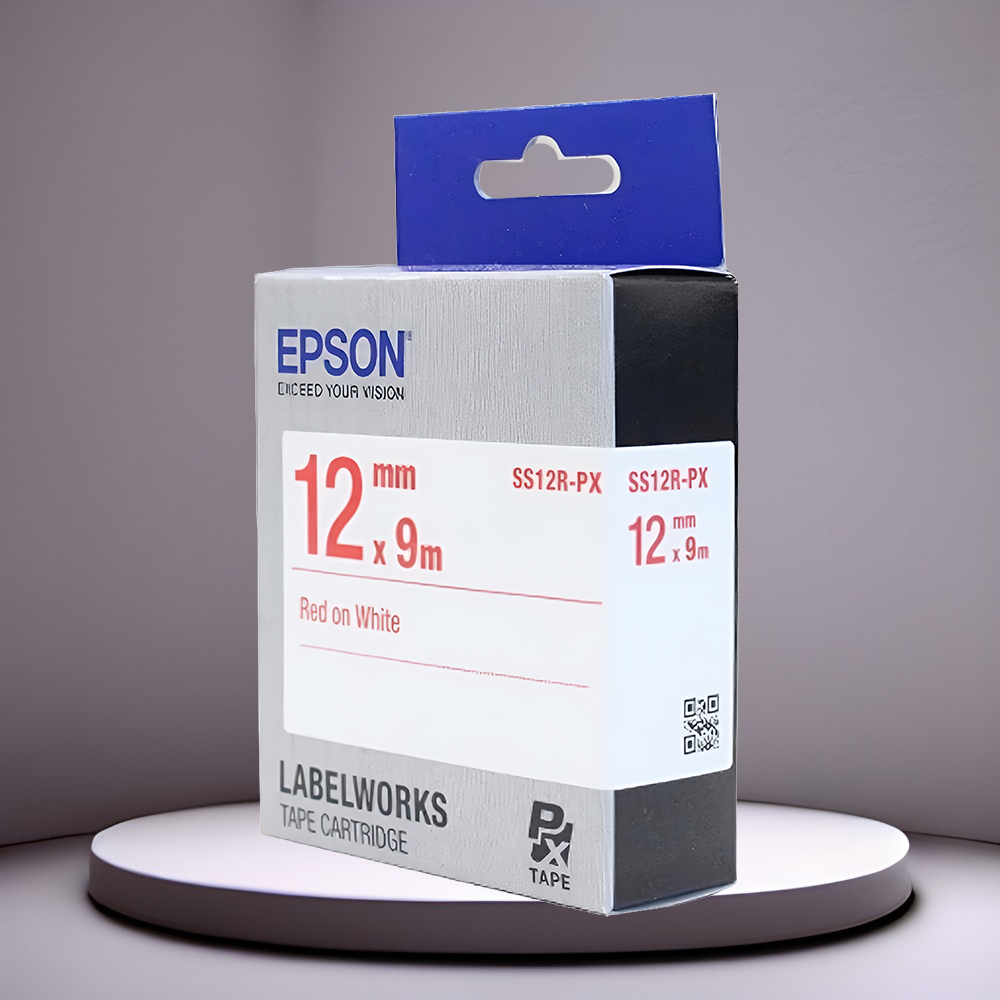 EPSON
EXCEED YOUR VISION
12 mm x 9m
SS12R-PX
Red on White
LABELWORKS
TAPE CARTRIDGE
Px
TAPE
SS12R-PX
12 mm x 9m